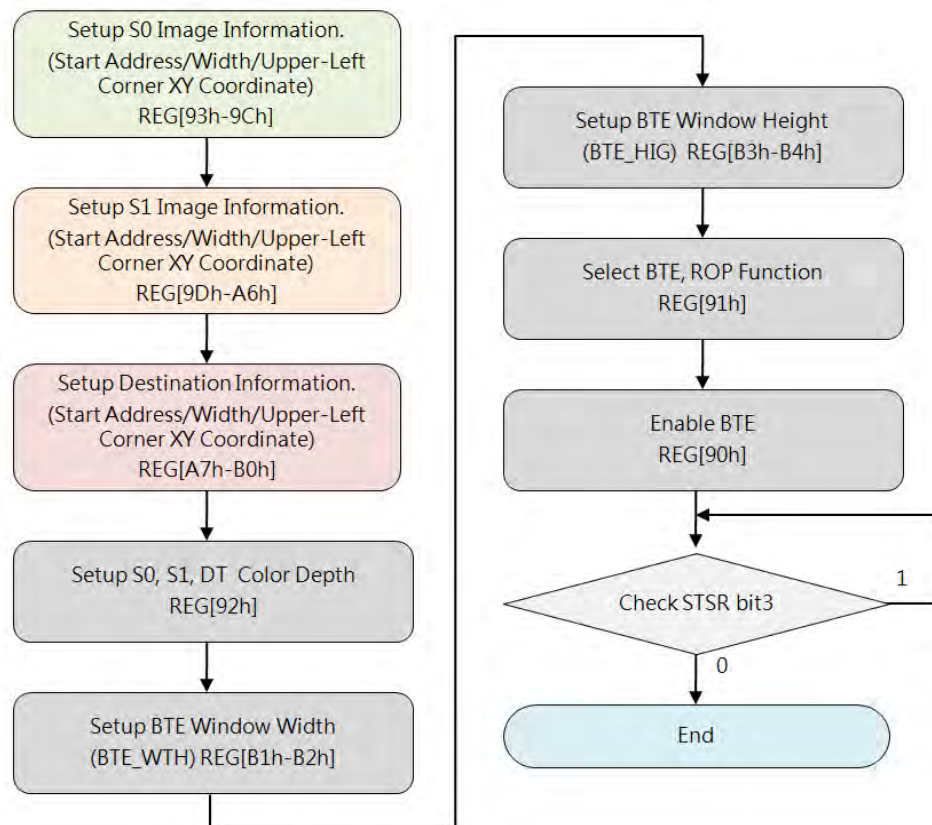 Setup S0 Image Information.
(Start Address/Width/Upper-Left
Corner XY Coordinate)
REG[93h-9Ch]
Setup S1 Image Information.
(Start Address/Width/Upper-Left
Corner XY Coordinate)
REG[9Dh-A6h]
Setup Destination Information.
(Start Address/Width/Upper-Left
Corner XY Coordinate)
REG[A7h-B0h]
Setup S0, S1, DT Color Depth
REG[92h]
Setup BTE Window Width
(BTE_WTH) REG[B1h-B2h]
Setup BTE Window Height
(BTE_HIG) REG[B3h-B4h]
Select BTE, ROP Function
REG[91h]
Enable BTE
REG[90h]
Check STSR bit3
1
0
End